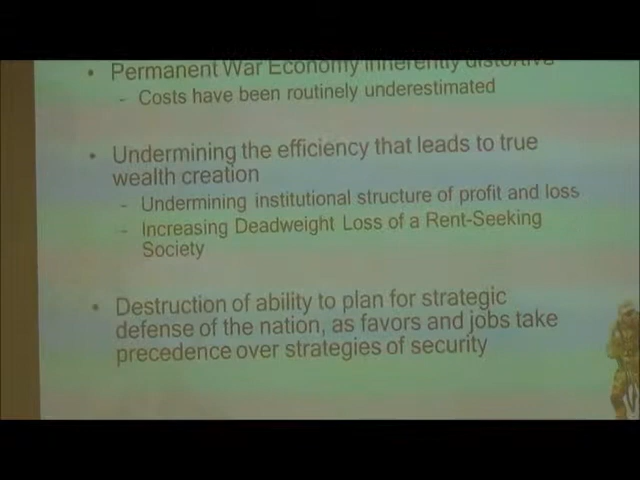 • Permanent War Economy inherently distortive
- Costs have been routinely underestimated
• Undermining the efficiency that leads to true
wealth creation
- Undermining institutional structure of profit and loss
- Increasing Deadweight Loss of a Rent-Seeking
Society
• Destruction of ability to plan for strategic
defense of the nation, as favors and jobs take
precedence over strategies of security